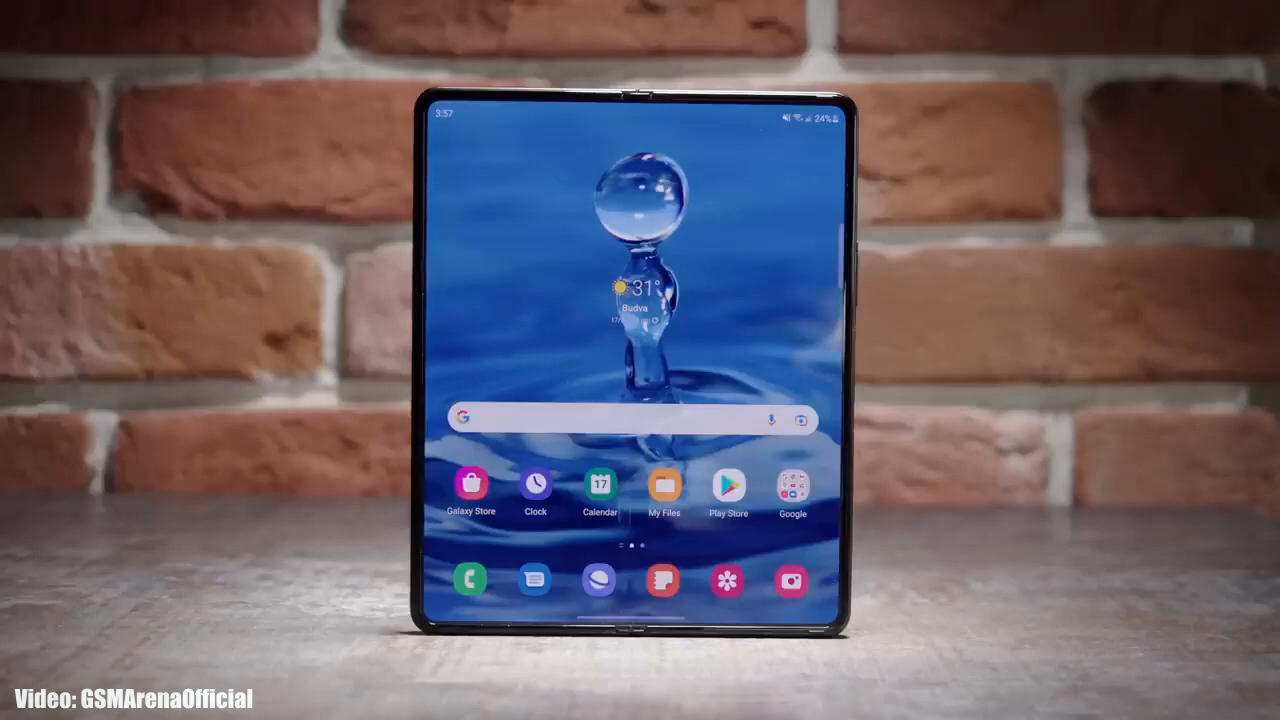 3:57
24%
31°
Budva
17
Galaxy Store
Clock
Calendar
My Files
Play Store
Google
Video: GSMArenaOfficial